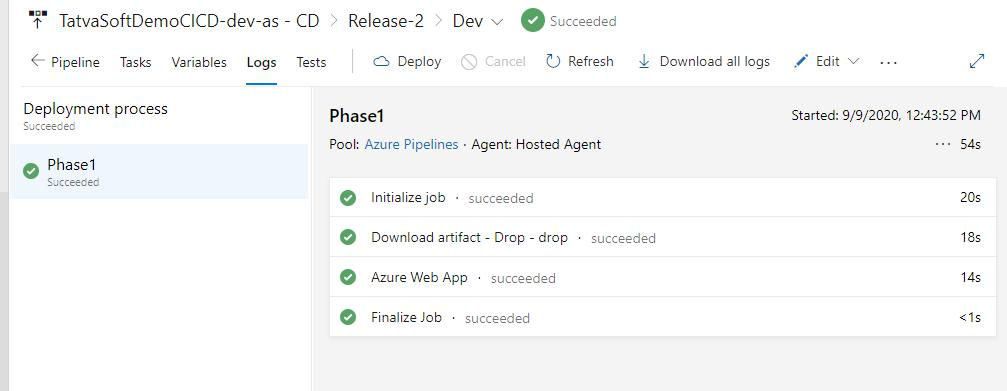 TatvaSoftDemoCICD-dev-as - CD > Release-2 > Dev Succeeded
Pipeline Tasks Variables Logs Tests Deploy Cancel Refresh Download all logs Edit ...
Deployment process
Succeeded
Phase1
Succeeded
Phase1 Started: 9/9/2020, 12:43:52 PM
Pool: Azure Pipelines · Agent: Hosted Agent ... 54s
Initialize job · succeeded 20s
Download artifact - Drop - drop · succeeded 18s
Azure Web App · succeeded 14s
Finalize Job · succeeded <1s